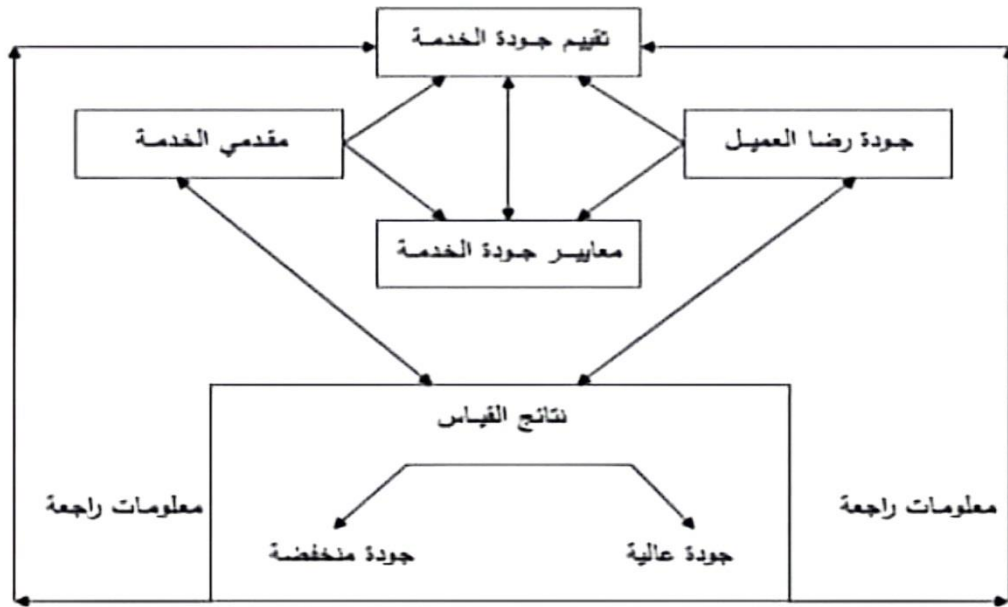 تقييم جودة الخدمة
جودة رضا العميل
مقدمي الخدمة
معايير جودة الخدمة
نتائج القياس
معلومات راجعة
معلومات راجعة
جودة عالية
جودة منخفضة